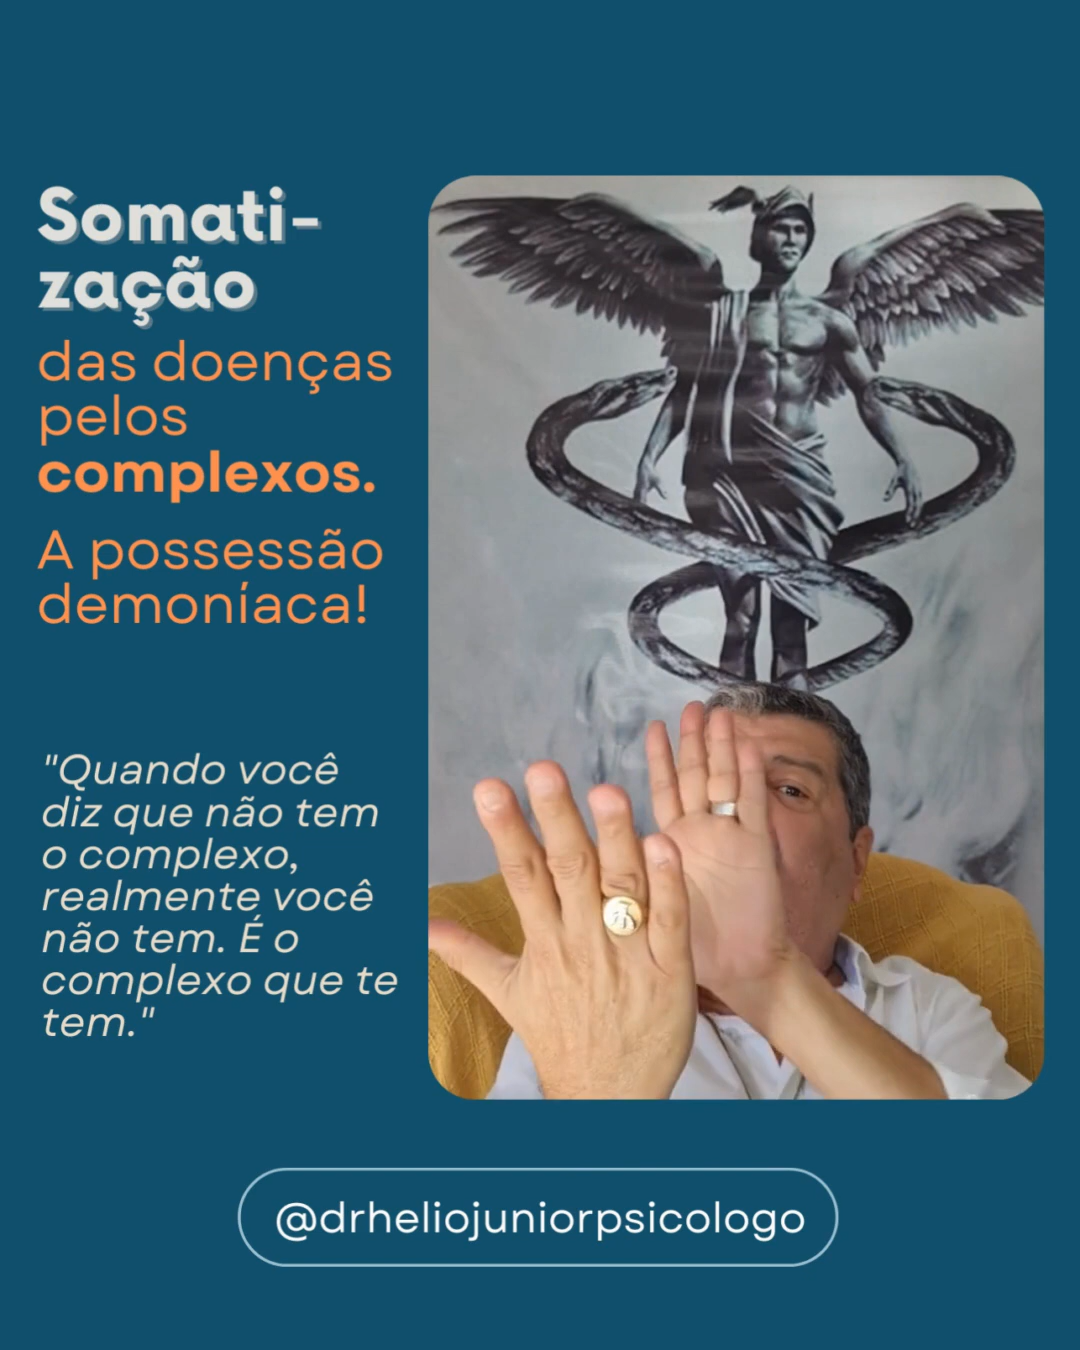 Somati-
zação
das doenças
pelos
complexos.
A possessão
demoníaca!
"Quando você
diz que não tem
o complexo,
realmente você
não tem. É o
complexo que te
tem."
@drheliojuniorpsicologo